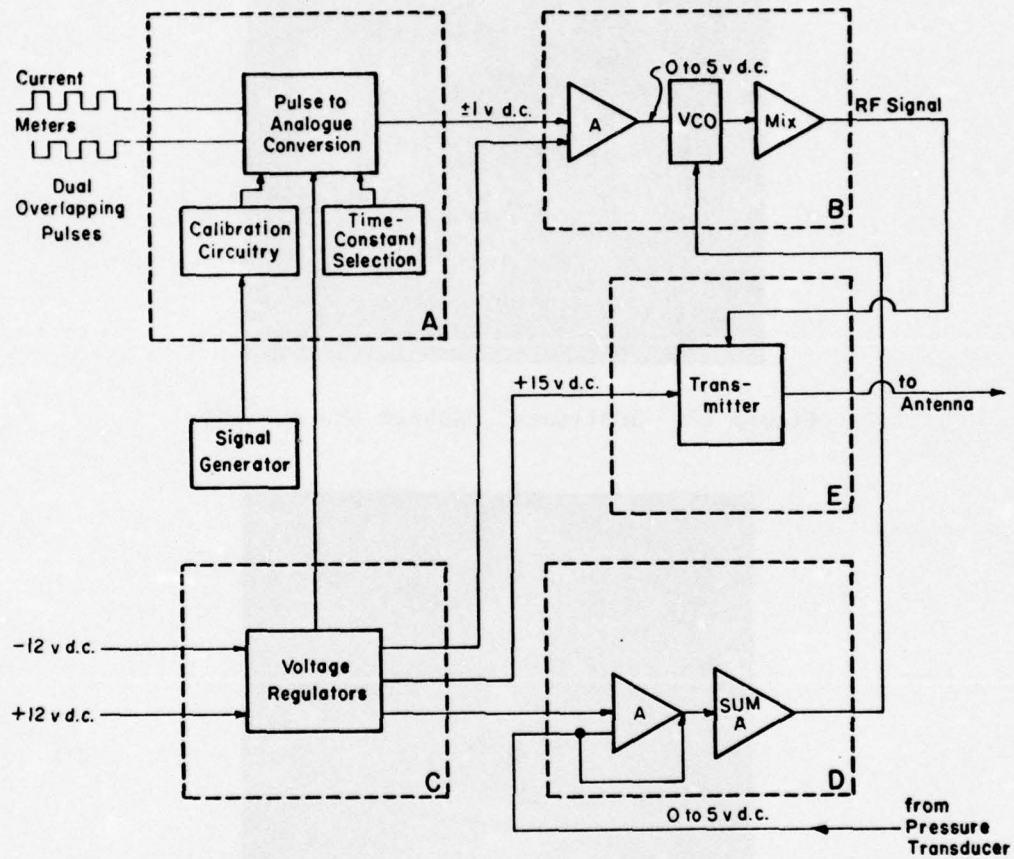 Current
Meters
Dual
Overlapping
Pulses
Pulse to
Analogue
Conversion
Calibration
Circuitry
Time-
Constant
Selection
A
±1 v d.c.
A
0 to 5 v d.c.
VCO
Mix
B
RF Signal
Signal
Generator
+15 v d.c.
Trans-
mitter
to
Antenna
E
-12 v d.c.
+12 v d.c.
Voltage
Regulators
C
A
SUM
A
D
0 to 5 v d.c.
from
Pressure
Transducer